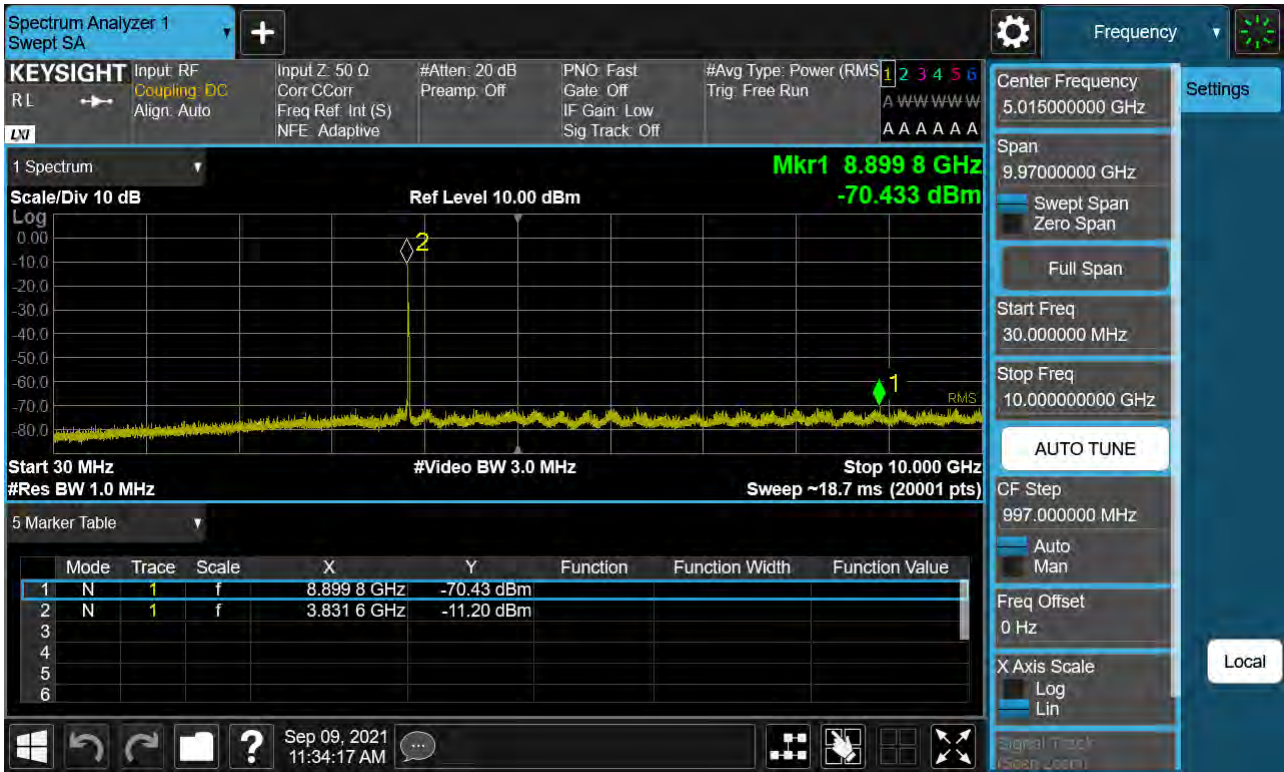 Spectrum Analyzer 1
Swept SA
+
Frequency
KEYSIGHT
RL
LXI
Input: RF
Coupling: DC
Align: Auto
Input Z: 50 Ω
Corr CCorr
Freq Ref: Int (S)
NFE: Adaptive
#Atten: 20 dB
Preamp: Off
PNO: Fast
Gate: Off
IF Gain: Low
Sig Track: Off
#Avg Type: Power (RMS
Trig: Free Run
1 2 3 4 5 6
A W W W W W
A A A A A A
1 Spectrum
Mkr1 8.899 8 GHz
Scale/Div 10 dB
Ref Level 10.00 dBm
-70.433 dBm
Log
0.00
-10.0
-20.0
-30.0
-40.0
-50.0
-60.0
-70.0
-80.0
2
1
RMS
Start 30 MHz
#Video BW 3.0 MHz
Stop 10.000 GHz
#Res BW 1.0 MHz
Sweep ~18.7 ms (20001 pts)
5 Marker Table
Mode Trace Scale X Y Function Function Width Function Value
1 N 1 f 8.899 8 GHz -70.43 dBm
2 N 1 f 3.831 6 GHz -11.20 dBm
3
4
5
6
Sep 09, 2021
11:34:17 AM
?
Center Frequency
5.015000000 GHz
Settings
Span
9.97000000 GHz
Swept Span
Zero Span
Full Span
Start Freq
30.000000 MHz
Stop Freq
10.000000000 GHz
AUTO TUNE
CF Step
997.000000 MHz
Auto
Man
Freq Offset
0 Hz
X Axis Scale
Log
Lin
Local
Signal Track
(Span Zoom)